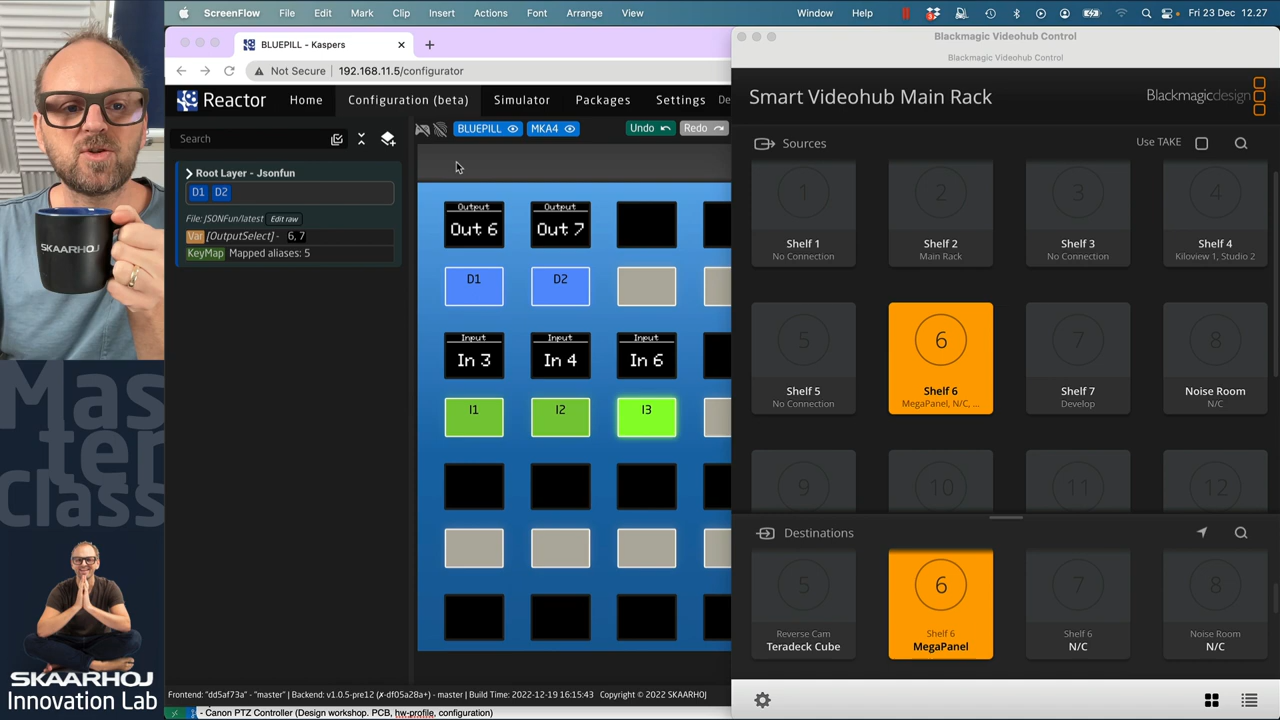 ScreenFlow File Edit Mark Clip Insert Actions Font Arrange View Window Help Fri 23 Dec 12.27
BLUEPILL - Kaspers
Not Secure 192.168.11.5/configurator
Reactor Home Configuration (beta) Simulator Packages Settings De
Search
BLUEPILL MKA4 Undo Redo
Root Layer - Jsonfun
D1 D2
File: JSONFun/latest Edit raw
Var [OutputSelect] - 6, 7
KeyMap Mapped aliases: 5
Output Output
Out 6 Out 7
D1 D2
Input Input Input
In 3 In 4 In 6
I1 I2 I3
Frontend: "dd5af73a" - "master" | Backend: v1.0.5-pre12 (✗-df05a28a+) - master | Build Time: 2022-12-19 16:15:43 Copyright © 2022 SKAARHOJ
- Canon PTZ Controller (Design workshop. PCB, hw-profile, configuration)
Blackmagic Videohub Control
Blackmagic Videohub Control
Smart Videohub Main Rack
Blackmagicdesign
Sources Use TAKE
1 2 3 4
Shelf 1 Shelf 2 Shelf 3 Shelf 4
No Connection Main Rack No Connection Kiloview 1, Studio 2
5 6 7 8
Shelf 5 Shelf 6 Shelf 7 Noise Room
No Connection MegaPanel, N/C, ... Develop N/C
9 10 11 12
Destinations
5 6 7 8
Reverse Cam Shelf 6 Shelf 6 Noise Room
Teradeck Cube MegaPanel N/C N/C
SKAARHOJ
Mas
ter
Class
SKAARHOJ
Innovation Lab